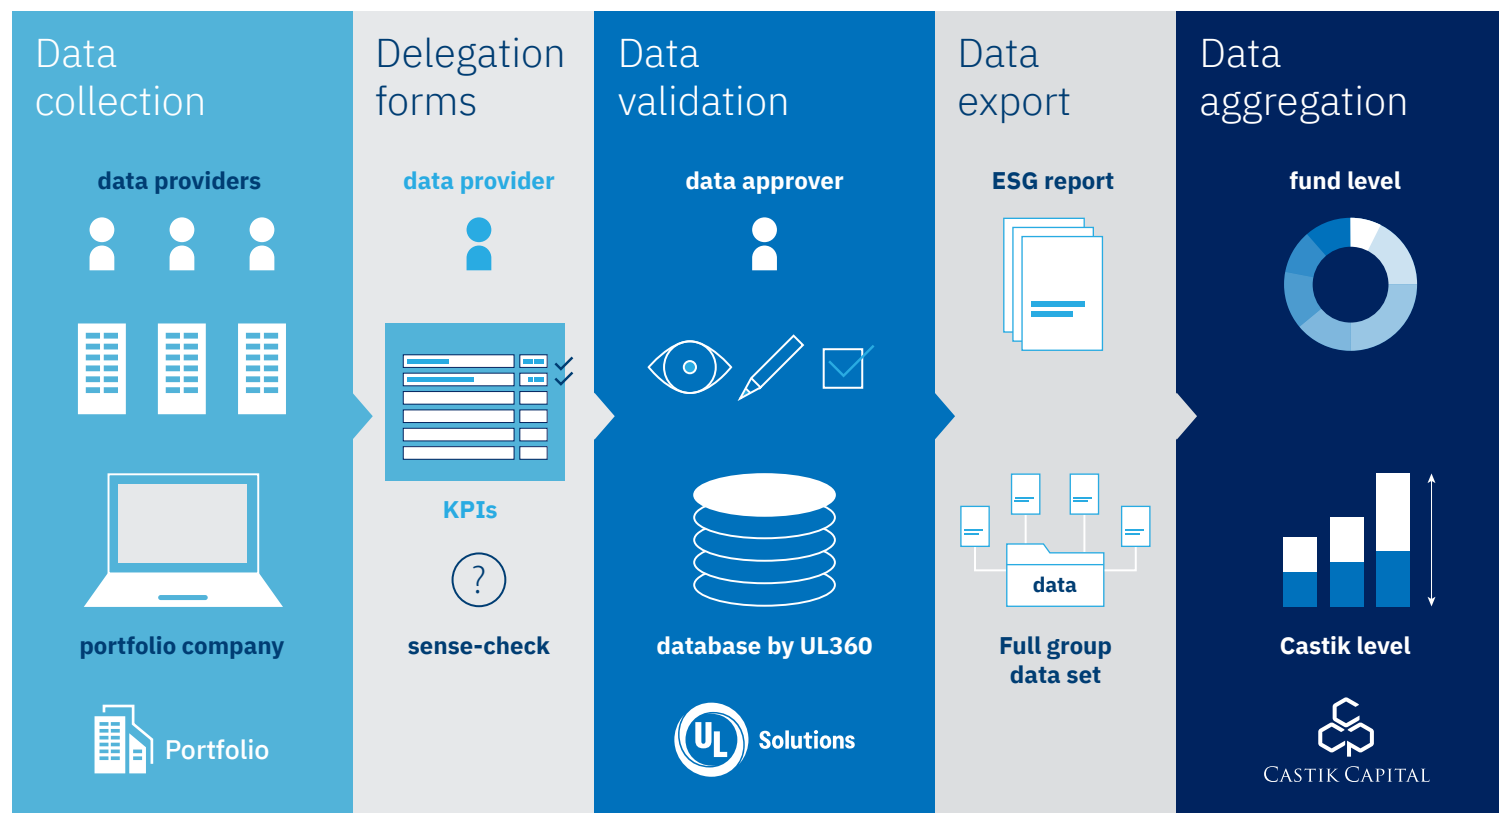 Data
collection
data providers
portfolio company
Portfolio
Delegation
forms
data provider
KPIs
?
sense-check
Data
validation
data approver
database by UL360
UL
Solutions
Data
export
ESG report
data
Full group
data set
Data
aggregation
fund level
Castik level
CASTIK CAPITAL